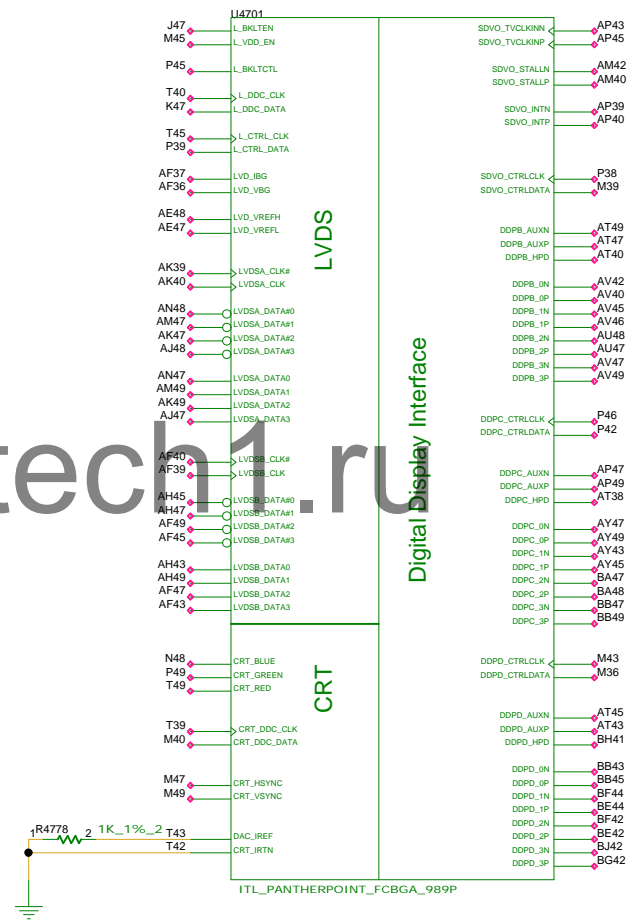 U4701
J47 L_BKLTEN
M45 L_VDD_EN
P45 L_BKLTCTL
T40 L_DDC_CLK
K47 L_DDC_DATA
T45 L_CTRL_CLK
P39 L_CTRL_DATA
AF37 LVD_IBG
AF36 LVD_VBG
AE48 LVD_VREFH
AE47 LVD_VREFL
AK39 LVDSA_CLK#
AK40 LVDSA_CLK
AN48 LVDSA_DATA#0
AM47 LVDSA_DATA#1
AK47 LVDSA_DATA#2
AJ48 LVDSA_DATA#3
AN47 LVDSA_DATA0
AM49 LVDSA_DATA1
AK49 LVDSA_DATA2
AJ47 LVDSA_DATA3
AF40 LVDSB_CLK#
AF39 LVDSB_CLK
AH45 LVDSB_DATA#0
AH47 LVDSB_DATA#1
AF49 LVDSB_DATA#2
AF45 LVDSB_DATA#3
AH43 LVDSB_DATA0
AH49 LVDSB_DATA1
AF47 LVDSB_DATA2
AF43 LVDSB_DATA3
LVDS
N48 CRT_BLUE
P49 CRT_GREEN
T49 CRT_RED
T39 CRT_DDC_CLK
M40 CRT_DDC_DATA
M47 CRT_HSYNC
M49 CRT_VSYNC
1 R4778 2 1K_1%_2 T43 DAC_IREF
T42 CRT_IRTN
CRT
Digital Display Interface
SDVO_TVCLKINN AP43
SDVO_TVCLKINP AP45
SDVO_STALLN AM42
SDVO_STALLP AM40
SDVO_INTN AP39
SDVO_INTP AP40
SDVO_CTRLCLK P38
SDVO_CTRLDATA M39
DDPB_AUXN AT49
DDPB_AUXP AT47
DDPB_HPD AT40
DDPB_0N AV42
DDPB_0P AV40
DDPB_1N AV45
DDPB_1P AV46
DDPB_2N AU48
DDPB_2P AU47
DDPB_3N AV47
DDPB_3P AV49
DDPC_CTRLCLK P46
DDPC_CTRLDATA P42
DDPC_AUXN AP47
DDPC_AUXP AP49
DDPC_HPD AT38
DDPC_0N AY47
DDPC_0P AY49
DDPC_1N AY43
DDPC_1P AY45
DDPC_2N BA47
DDPC_2P BA48
DDPC_3N BB47
DDPC_3P BB49
DDPD_CTRLCLK M43
DDPD_CTRLDATA M36
DDPD_AUXN AT45
DDPD_AUXP AT43
DDPD_HPD BH41
DDPD_0N BB43
DDPD_0P BB45
DDPD_1N BF44
DDPD_1P BE44
DDPD_2N BF42
DDPD_2P BE42
DDPD_3N BJ42
DDPD_3P BG42
ITL_PANTHERPOINT_FCBGA_989P
tech1.ru